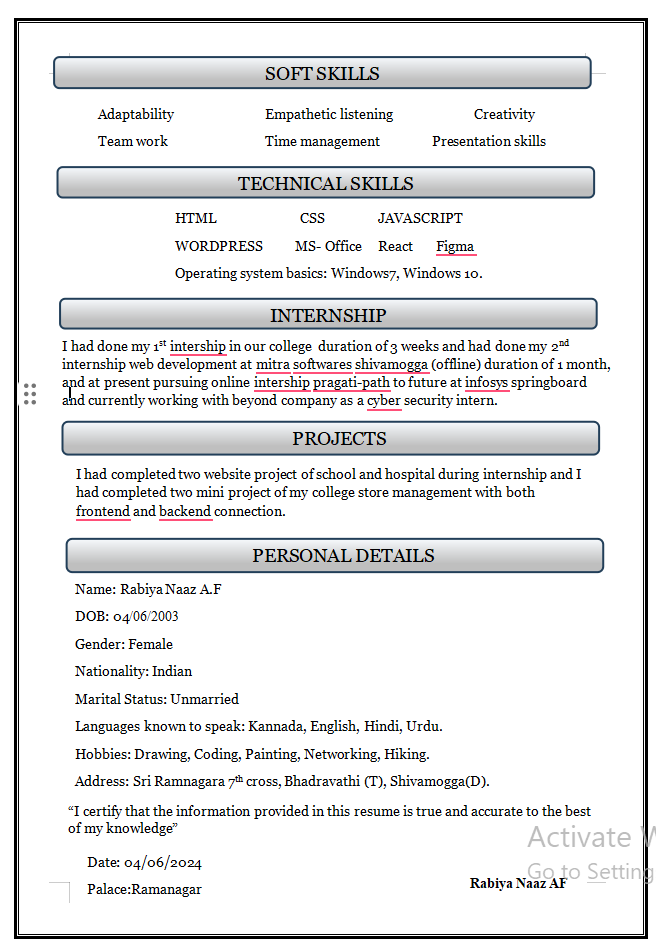 SOFT SKILLS
Adaptability Empathetic listening Creativity
Team work Time management Presentation skills
TECHNICAL SKILLS
HTML CSS JAVASCRIPT
WORDPRESS MS- Office React Figma
Operating system basics: Windows7, Windows 10.
INTERNSHIP
I had done my 1st intership in our college duration of 3 weeks and had done my 2nd
internship web development at mitra softwares shivamogga (offline) duration of 1 month,
and at present pursuing online intership pragati-path to future at infosys springboard
and currently working with beyond company as a cyber security intern.
PROJECTS
I had completed two website project of school and hospital during internship and I
had completed two mini project of my college store management with both
frontend and backend connection.
PERSONAL DETAILS
Name: Rabiya Naaz A.F
DOB: 04/06/2003
Gender: Female
Nationality: Indian
Marital Status: Unmarried
Languages known to speak: Kannada, English, Hindi, Urdu.
Hobbies: Drawing, Coding, Painting, Networking, Hiking.
Address: Sri Ramnagara 7th cross, Bhadravathi (T), Shivamogga(D).
“I certify that the information provided in this resume is true and accurate to the best
of my knowledge”
Activate W
Date: 04/06/2024
Go to Setting
Palace:Ramanagar
Rabiya Naaz AF